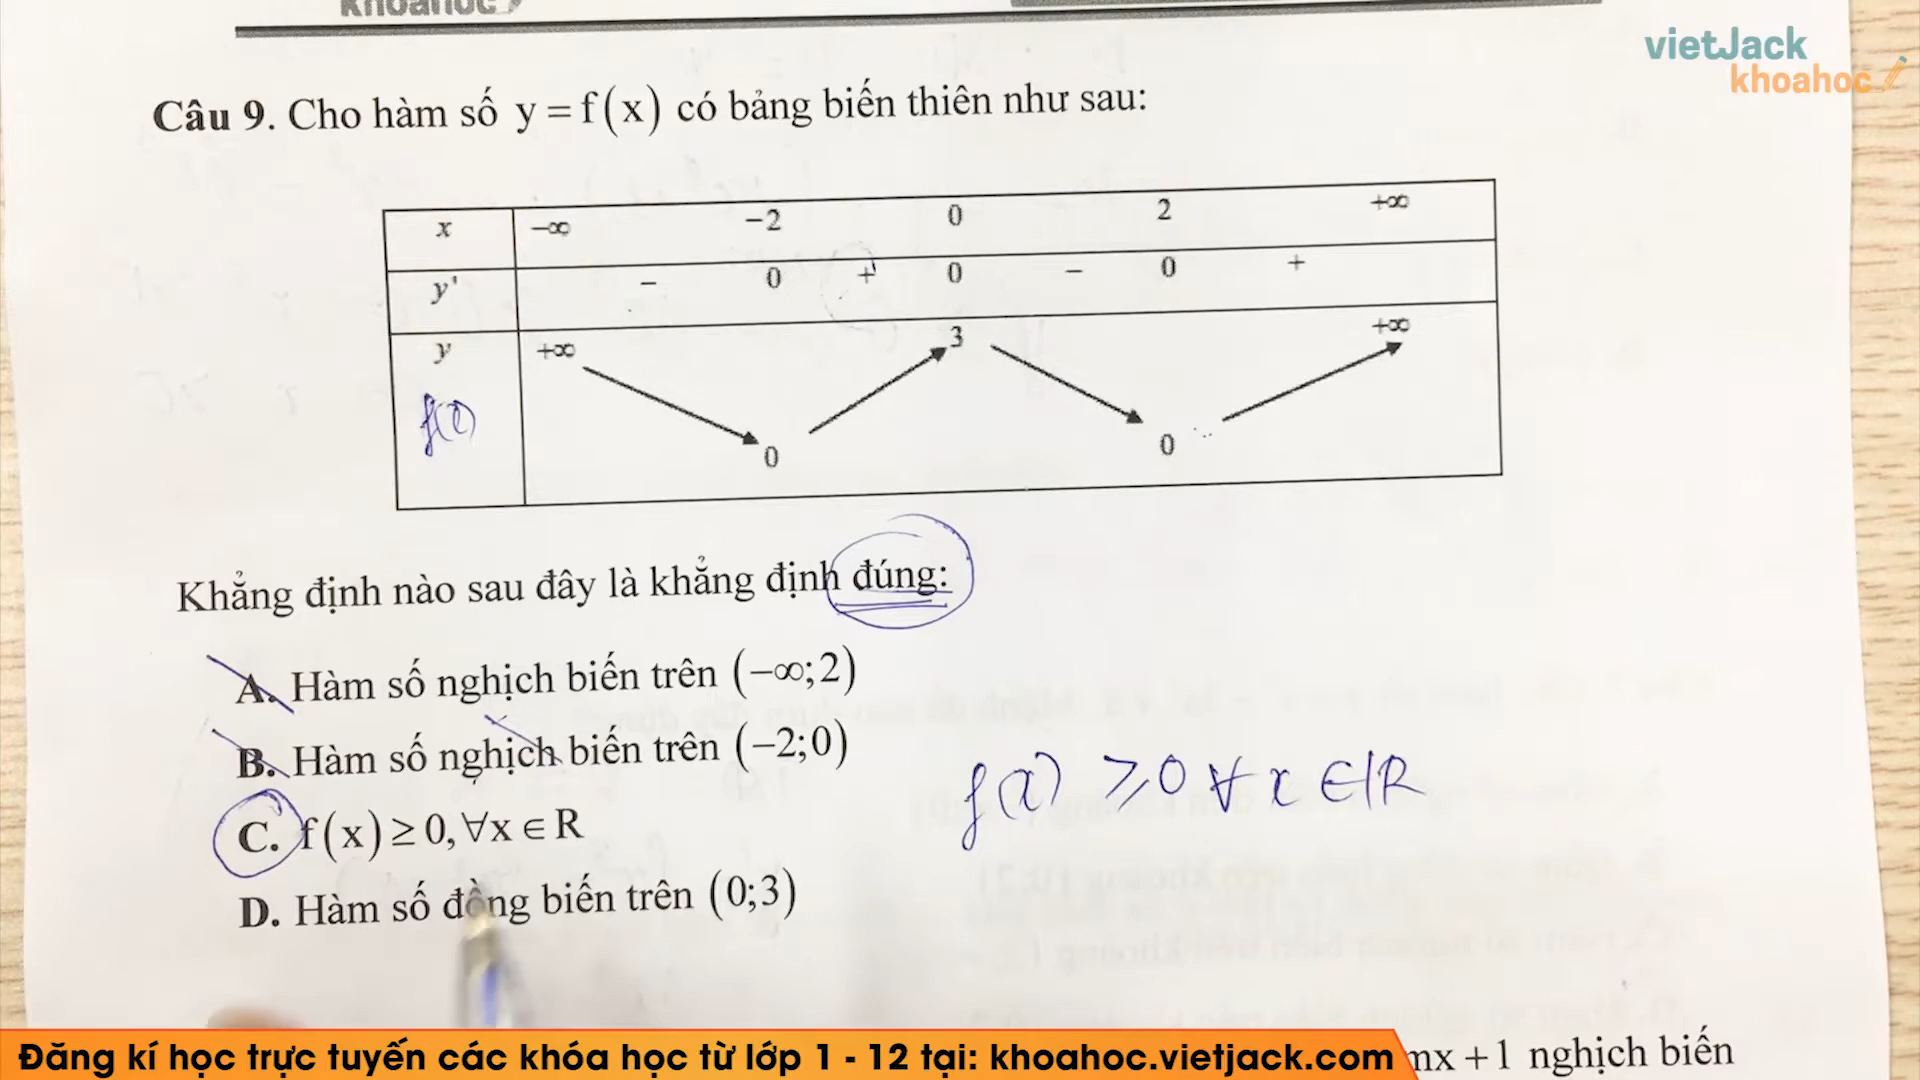 khoahoc
vietJack
khoahoc
Câu 9. Cho hàm số y = f(x) có bảng biến thiên như sau:
x −∞ −2 0 2 +∞
y' − 0 + 0 − 0 +
y +∞ 0 3 0 +∞
f(x)
Khẳng định nào sau đây là khẳng định đúng:
A. Hàm số nghịch biến trên (−∞;2)
B. Hàm số nghịch biến trên (−2;0)
C. f(x) ≥ 0, ∀x ∈ R
f(x) ≥ 0 ∀ x ∈ R
D. Hàm số đồng biến trên (0;3)
Đăng kí học trực tuyến các khóa học từ lớp 1 - 12 tại: khoahoc.vietjack.com
mx + 1 nghịch biến